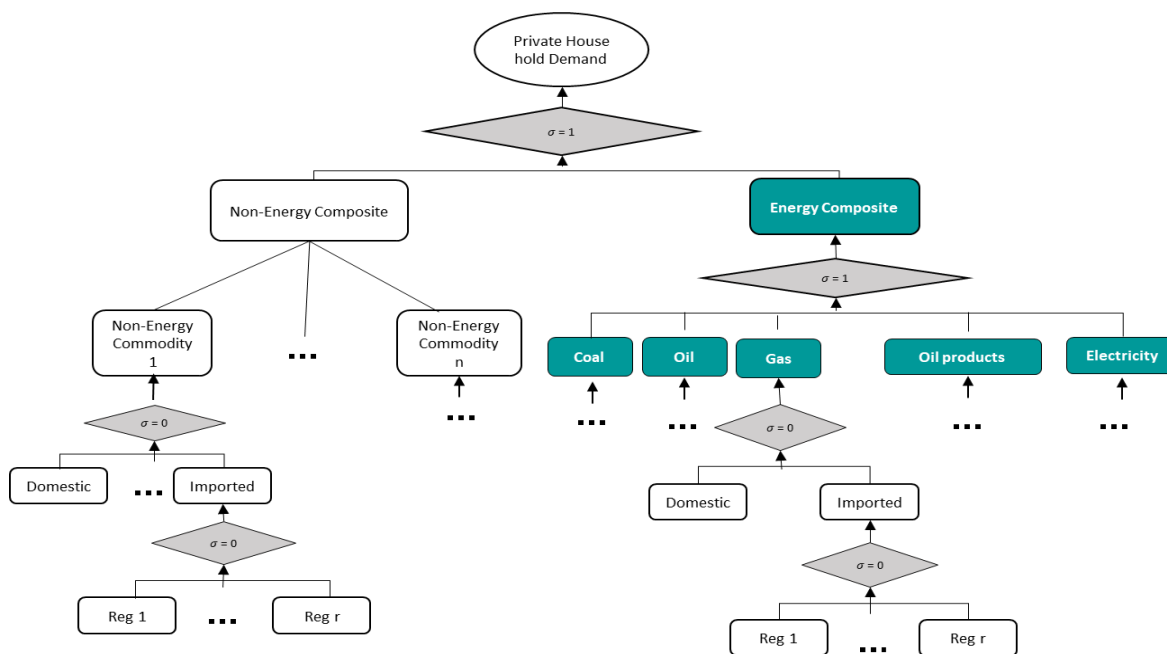 Private House
hold Demand
σ = 1
Non-Energy Composite
Energy Composite
σ = 1
Non-Energy
Commodity
1
...
Non-Energy
Commodity
n
Coal
Oil
Gas
Oil products
Electricity
...
...
...
...
...
σ = 0
σ = 0
Domestic
...
Imported
Domestic
Imported
σ = 0
σ = 0
Reg 1
...
Reg r
Reg 1
...
Reg r